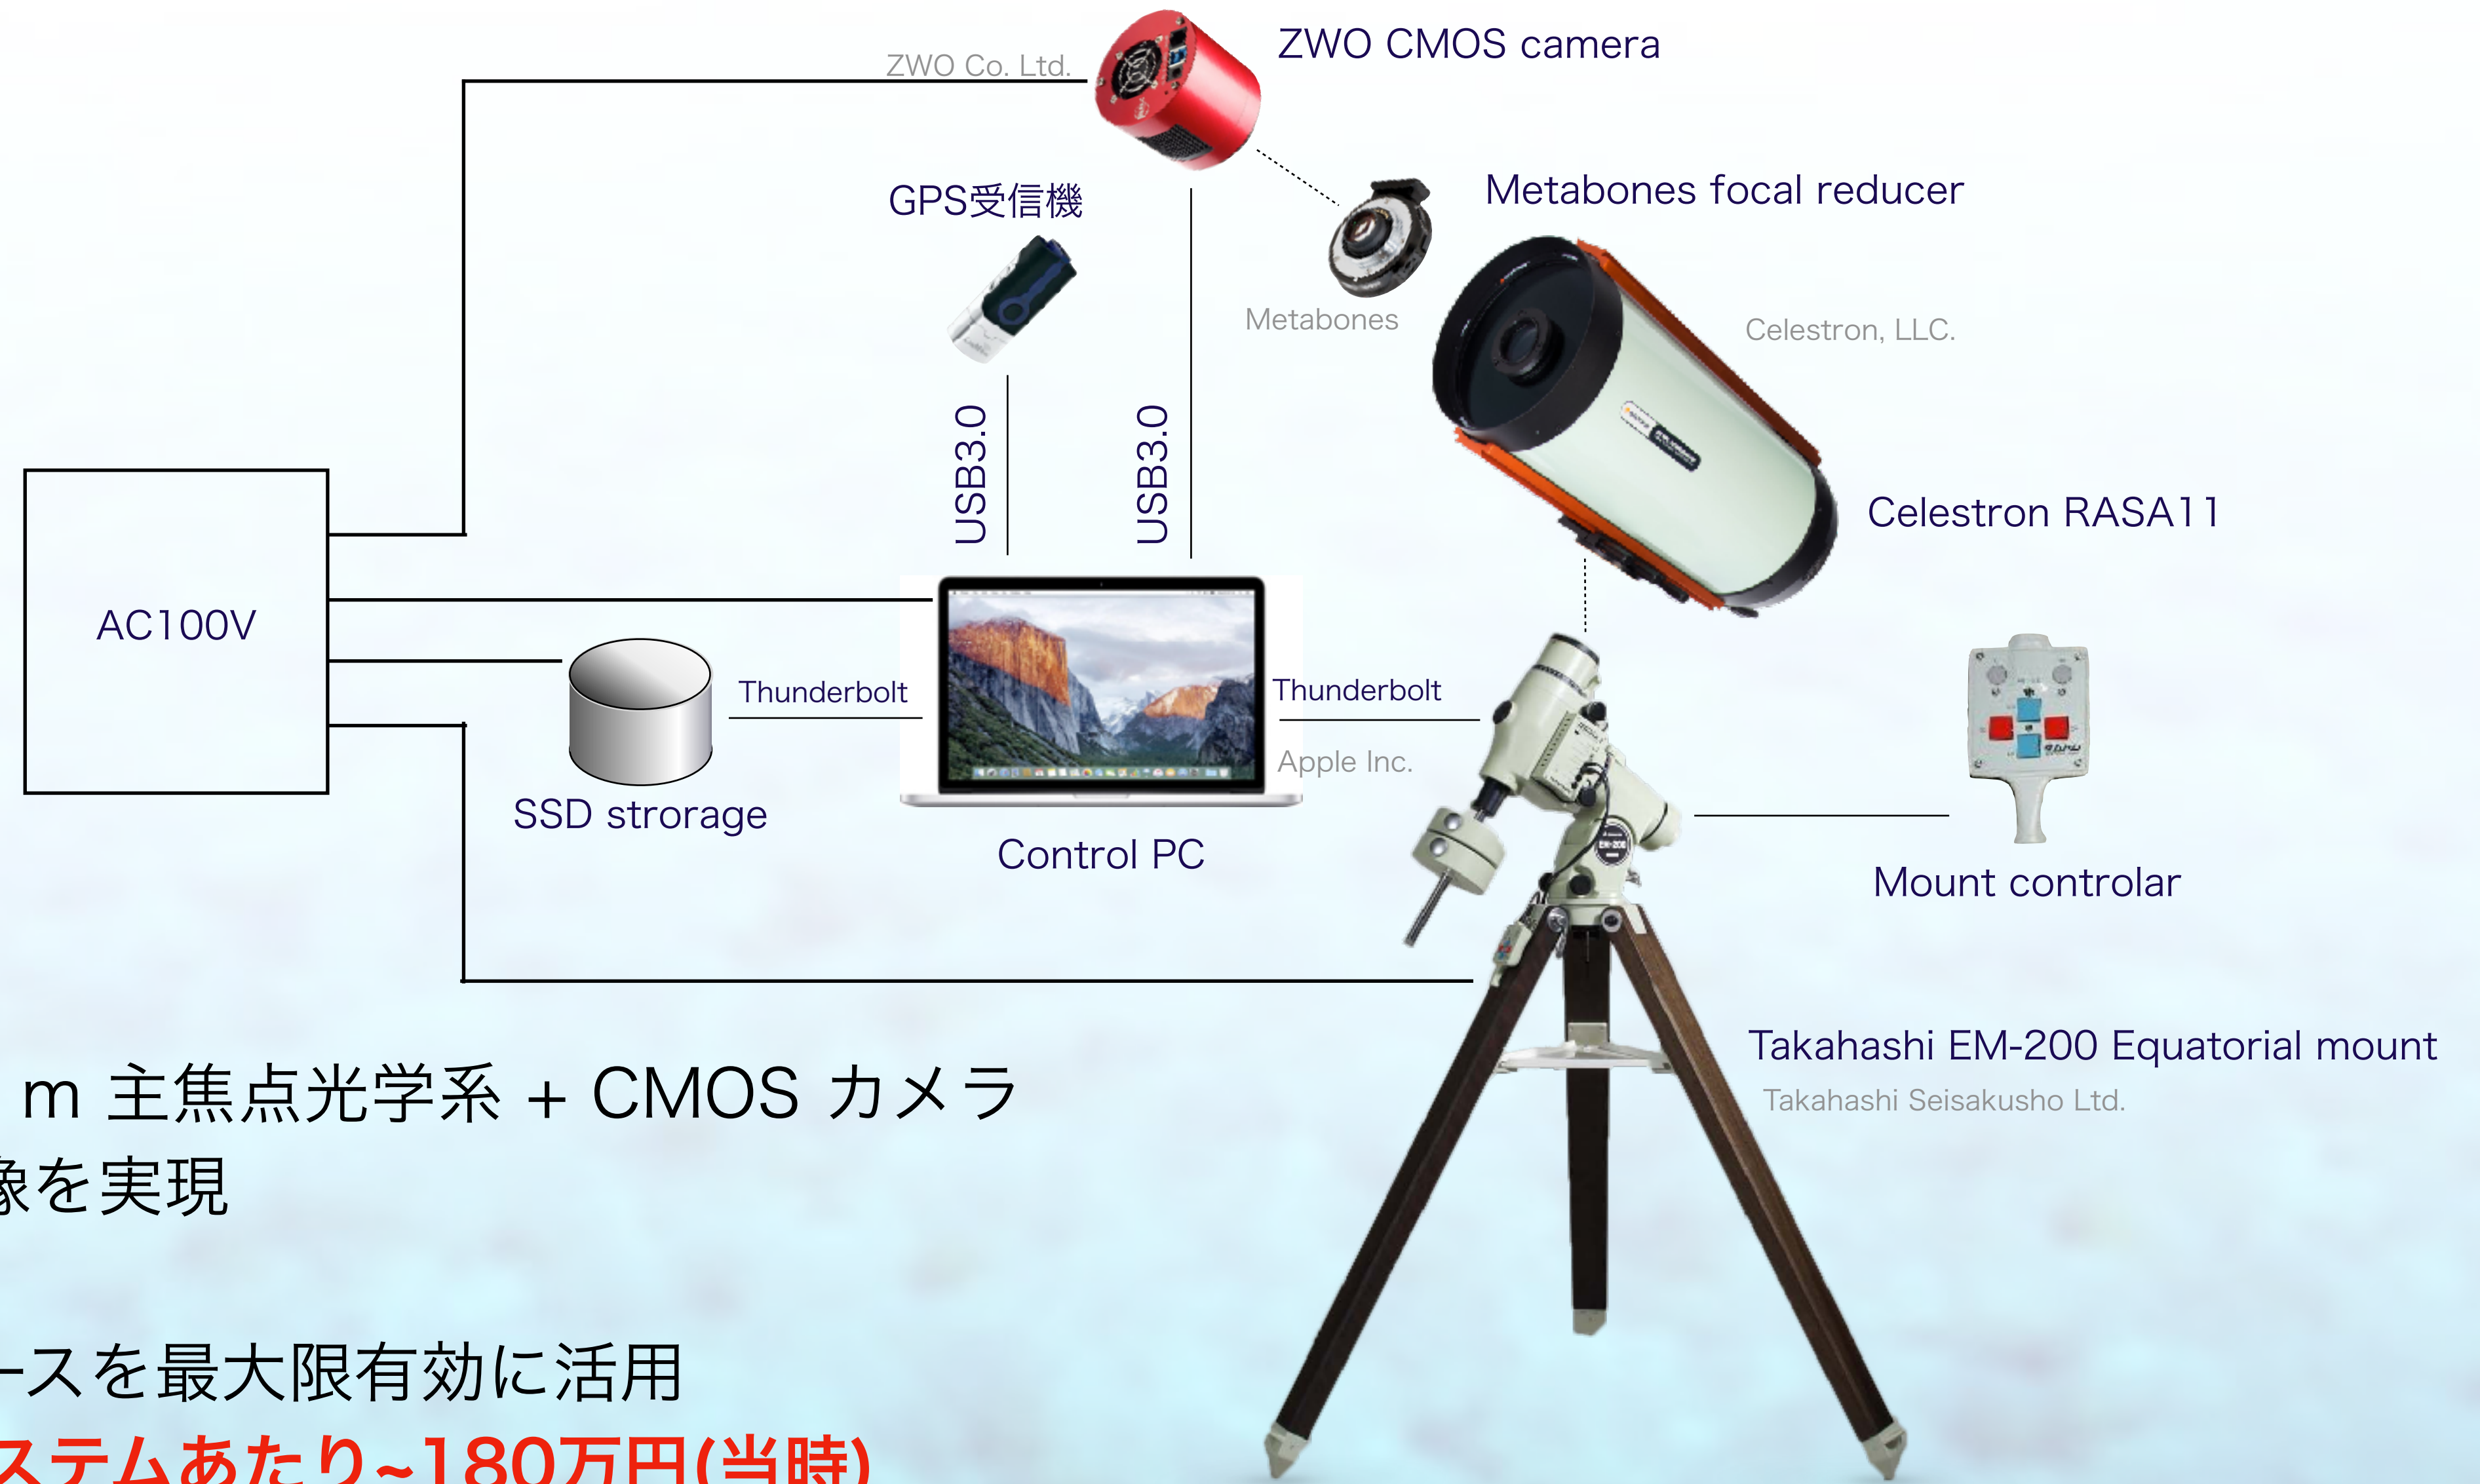 ZWO CMOS camera
ZWO Co. Ltd.
GPS受信機
Metabones focal reducer
Metabones
Celestron, LLC.
USB3.0
USB3.0
Celestron RASA11
AC100V
Thunderbolt
Thunderbolt
Apple Inc.
SSD strorage
Control PC
EM-200
Mount controlar
Takahashi EM-200 Equatorial mount
Takahashi Seisakusho Ltd.
m 主焦点光学系 + CMOS カメラ
像を実現
ースを最大限有効に活用
ステムあたり~180万円(当時)